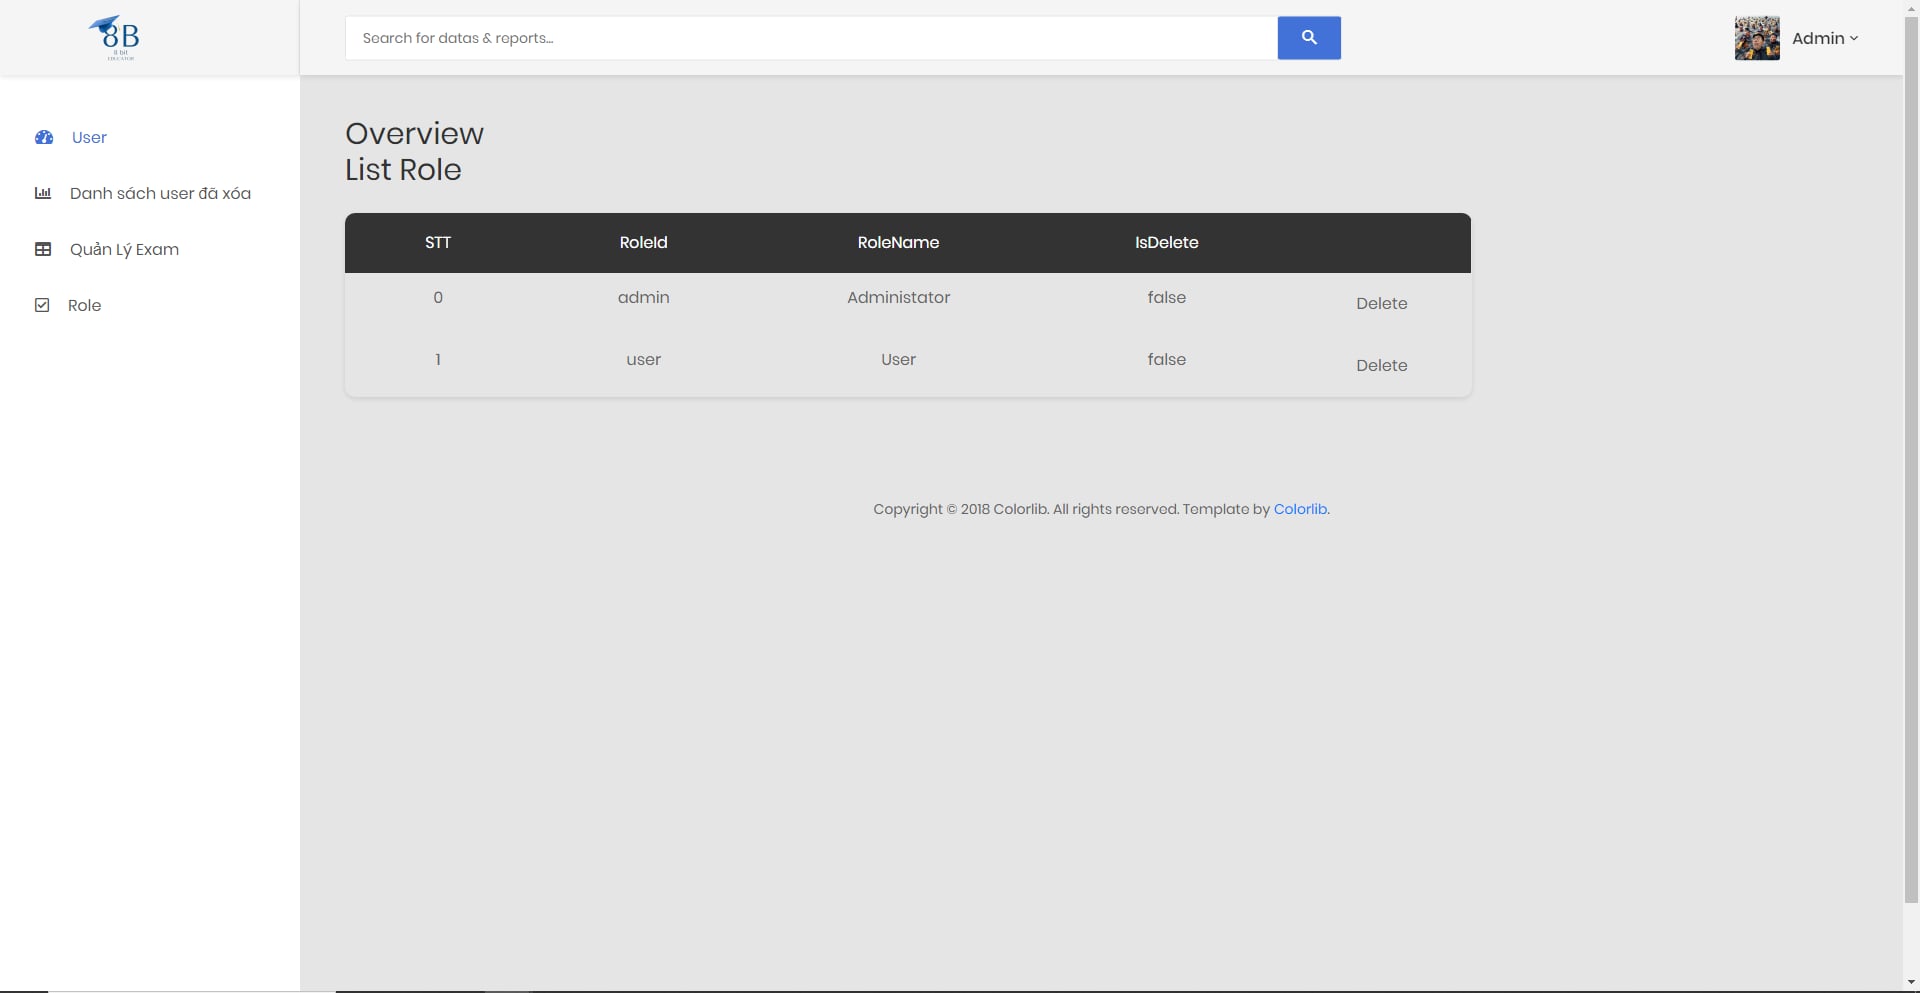 8B
8 bit
EDUCATOR
Search for datas & reports...
Admin
User
Danh sách user đã xóa
Quản Lý Exam
Role
Overview
List Role
STT RoleId RoleName IsDelete
0 admin Administator false Delete
1 user User false Delete
Copyright © 2018 Colorlib. All rights reserved. Template by Colorlib.